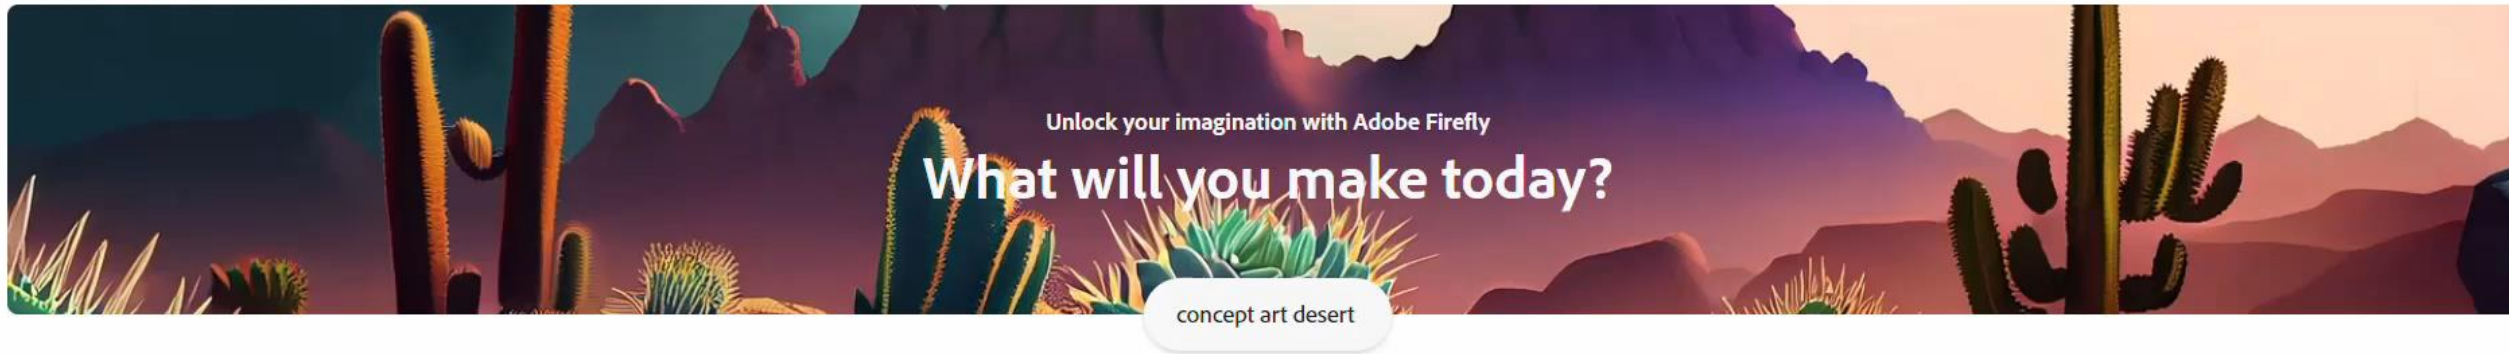 Unlock your imagination with Adobe Firefly
What will you make today?
concept art desert